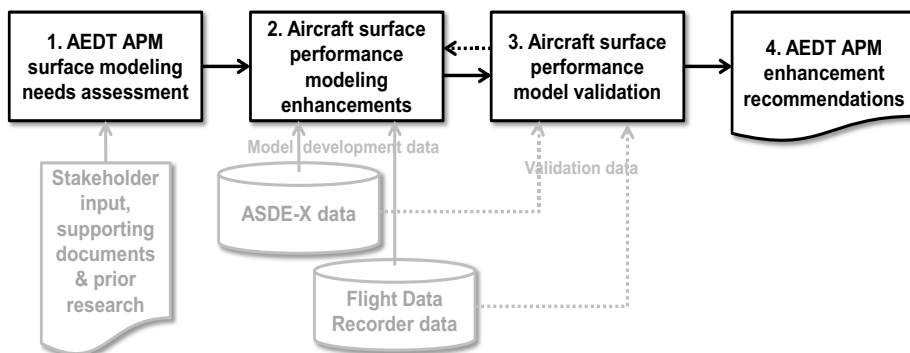 1. AEDT APM
surface modeling
needs assessment
2. Aircraft surface
performance
modeling
enhancements
3. Aircraft surface
performance
model validation
4. AEDT APM
enhancement
recommendations
Model development data
Validation data
Stakeholder
input,
supporting
documents
& prior
research
ASDE-X data
Flight Data
Recorder data